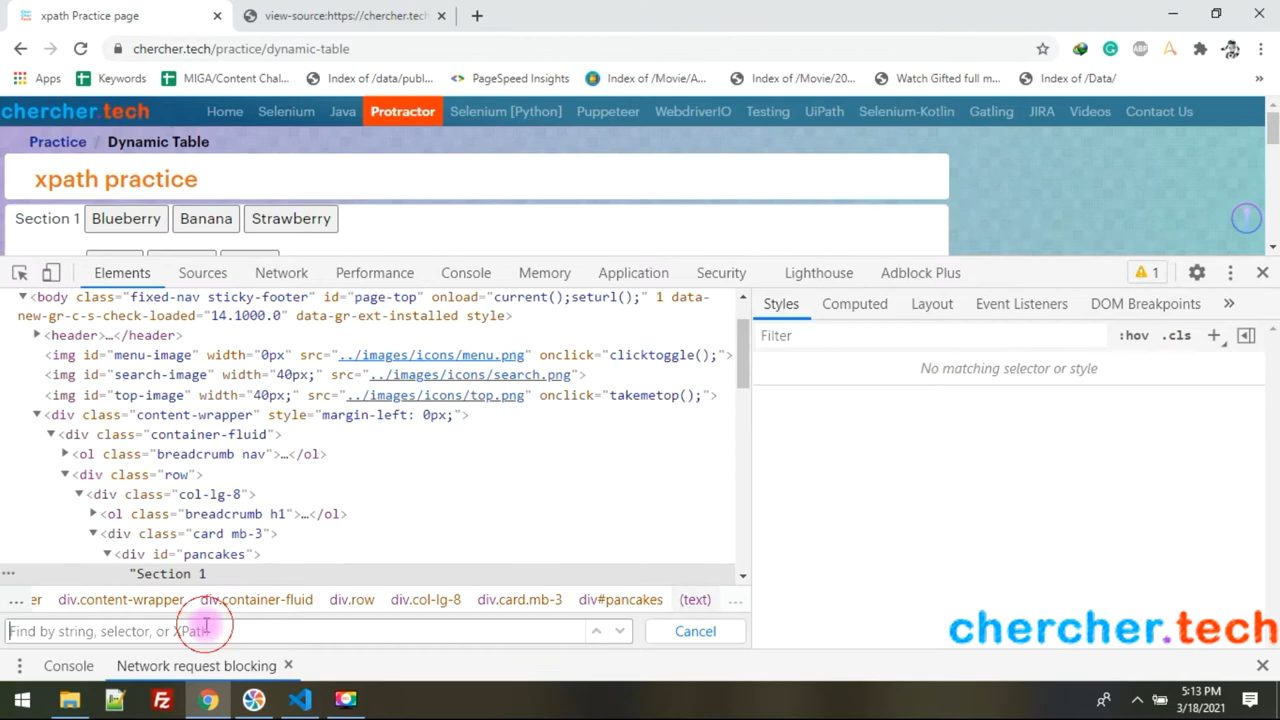 xpath Practice page
view-source:https://chercher.tech
chercher.tech/practice/dynamic-table
Apps Keywords MIGA/Content Chal... Index of /data/publ... PageSpeed Insights Index of /Movie/A... Index of /Movie/20... Watch Gifted full m... Index of /Data/
chercher.tech Home Selenium Java Protractor Selenium [Python] Puppeteer WebdriverIO Testing UiPath Selenium-Kotlin Gatling JIRA Videos Contact Us
Practice / Dynamic Table
xpath practice
Section 1 Blueberry Banana Strawberry
Elements Sources Network Performance Console Memory Application Security Lighthouse Adblock Plus 1
<body class="fixed-nav sticky-footer" id="page-top" onload="current();seturl();" 1 data-
new-gr-c-s-check-loaded="14.1000.0" data-gr-ext-installed style>
<header>…</header>
<img id="menu-image" width="0px" src="../images/icons/menu.png" onclick="clicktoggle();">
<img id="search-image" width="40px;" src="../images/icons/search.png">
<img id="top-image" width="40px;" src="../images/icons/top.png" onclick="takemetop();">
<div class="content-wrapper" style="margin-left: 0px;">
<div class="container-fluid">
<ol class="breadcrumb nav">…</ol>
<div class="row">
<div class="col-lg-8">
<ol class="breadcrumb h1">…</ol>
<div class="card mb-3">
<div id="pancakes">
"Section 1
Styles Computed Layout Event Listeners DOM Breakpoints
Filter :hov .cls
No matching selector or style
... er div.content-wrapper div.container-fluid div.row div.col-lg-8 div.card.mb-3 div#pancakes (text) ...
Find by string, selector, or XPath
Cancel
chercher.tech
Console Network request blocking
5:13 PM
3/18/2021